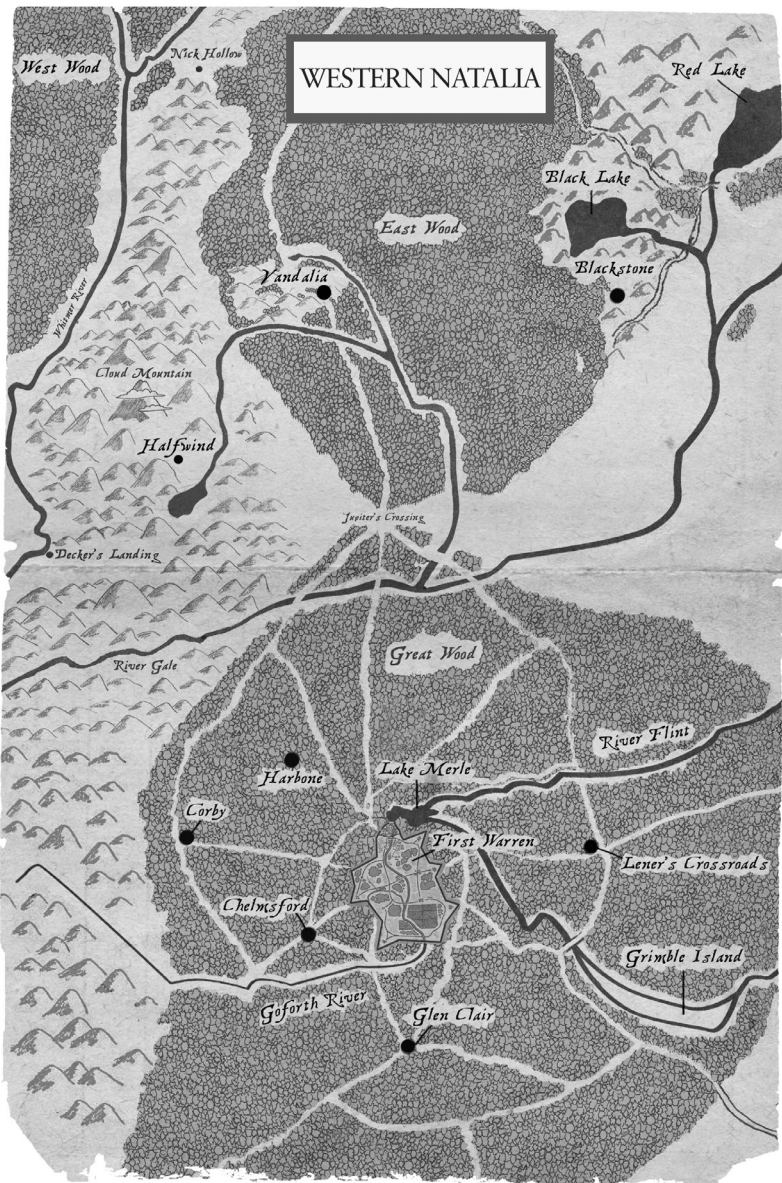 Nick Hollow
West Wood
WESTERN NATALIA
Red Lake
Black Lake
East Wood
Vandalia
Blackstone
Whitmer River
Cloud Mountain
Halfwind
Jupiter's Crossing
Decker's Landing
Great Wood
River Gale
River Flint
Harbone
Lake Merle
Corby
First Warren
Lener's Crossroads
Chelmsford
Grimble Island
Goforth River
Glen Clair